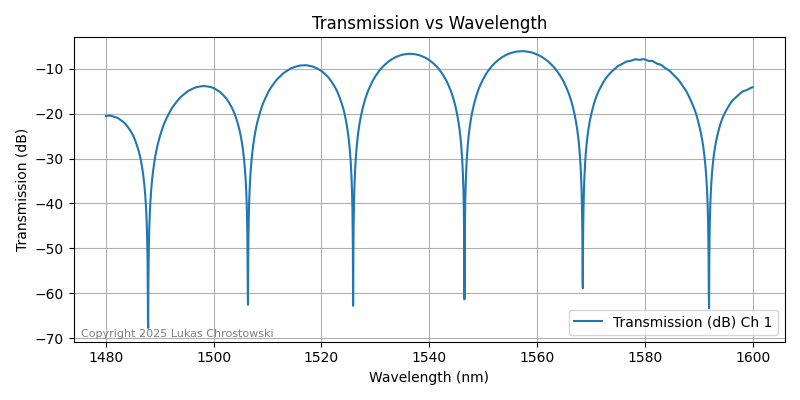 Transmission vs Wavelength
Transmission (dB)
−10
−20
−30
−40
−50
−60
−70
Copyright 2025 Lukas Chrostowski
Transmission (dB) Ch 1
1480 1500 1520 1540 1560 1580 1600
Wavelength (nm)